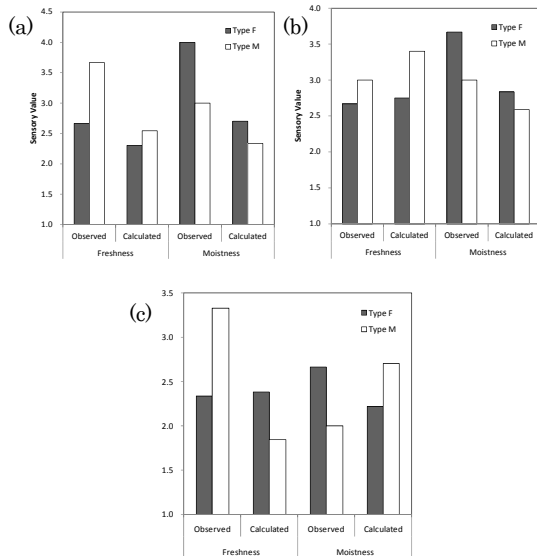 (a)
4.5
4.0
3.5
3.0
2.5
2.0
1.5
1.0
Sensory Value
Type F
Type M
Observed Calculated Observed Calculated
Freshness Moistness
(b)
4.0
3.5
3.0
2.5
2.0
1.5
1.0
Type F
Type M
Observed Calculated Observed Calculated
Freshness Moistness
(c)
3.5
3.0
2.5
2.0
1.5
1.0
Type F
Type M
Observed Calculated Observed Calculated
Freshness Moistness